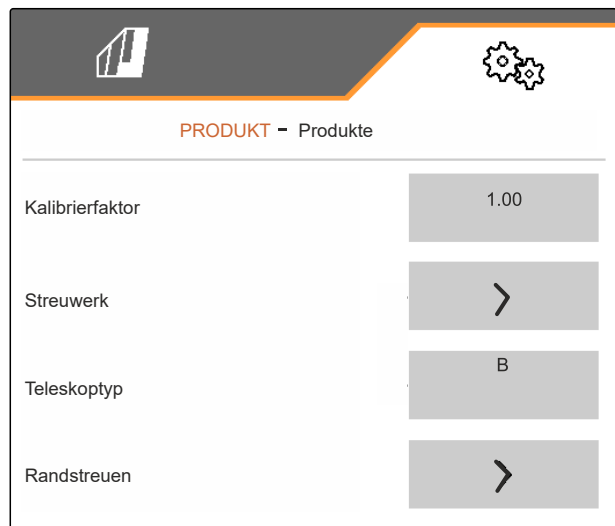 PRODUKT - Produkte
Kalibrierfaktor 1.00
Streuwerk
Teleskoptyp B
Randstreuen